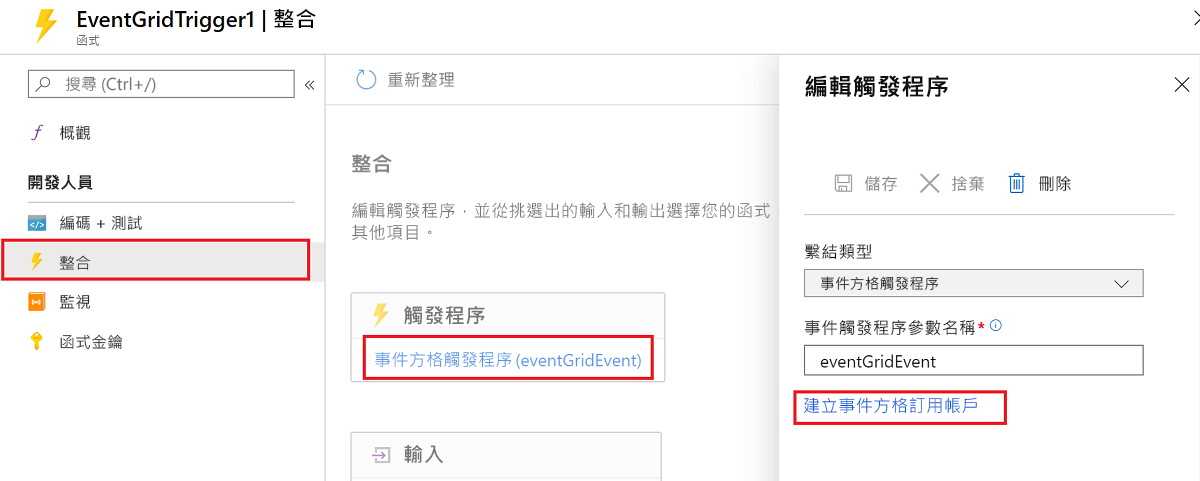 EventGridTrigger1 | 整合
函式
搜尋 (Ctrl+/)
«
概觀
開發人員
編碼 + 測試
整合
監視
函式金鑰
重新整理
整合
編輯觸發程序，並從挑選出的輸入和輸出選擇您的函式
其他項目。
觸發程序
事件方格觸發程序 (eventGridEvent)
輸入
編輯觸發程序
儲存 捨棄 刪除
繫結類型
事件方格觸發程序
事件觸發程序參數名稱*
eventGridEvent
建立事件方格訂用帳戶